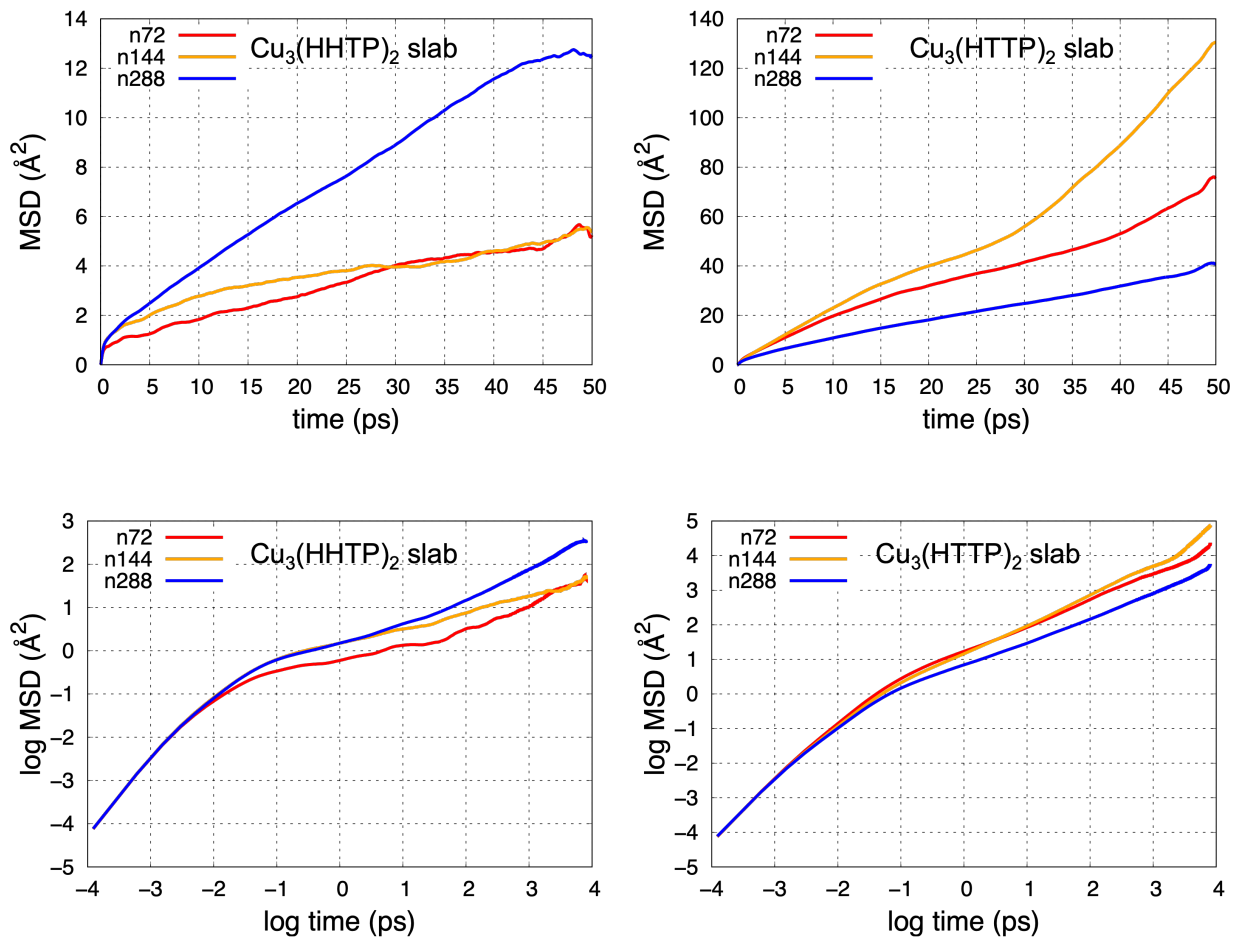 14
12
10
8
6
4
2
0
MSD (Å²)
n72
n144
n288
Cu₃(HHTP)₂ slab
0 5 10 15 20 25 30 35 40 45 50
time (ps)
140
120
100
80
60
40
20
0
MSD (Å²)
n72
n144
n288
Cu₃(HTTP)₂ slab
0 5 10 15 20 25 30 35 40 45 50
time (ps)
3
2
1
0
−1
−2
−3
−4
−5
log MSD (Å²)
n72
n144
n288
Cu₃(HHTP)₂ slab
−4 −3 −2 −1 0 1 2 3 4
log time (ps)
5
4
3
2
1
0
−1
−2
−3
−4
−5
log MSD (Å²)
n72
n144
n288
Cu₃(HTTP)₂ slab
−4 −3 −2 −1 0 1 2 3 4
log time (ps)